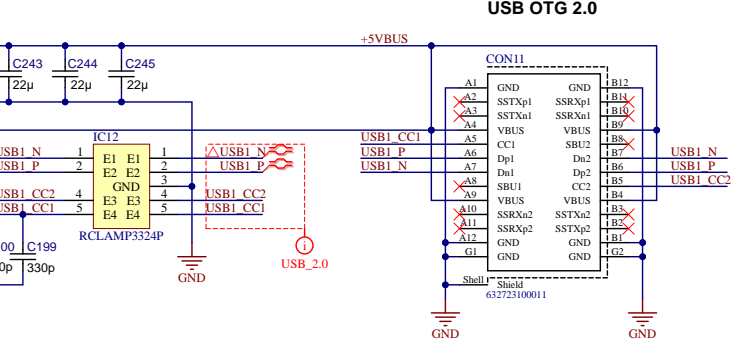 USB OTG 2.0
+5VBUS
C243
C244
C245
22µ
22µ
22µ
CON11
A1 GND GND B12
A2 SSTXp1 SSRXp1 B11
A3 SSTXn1 SSRXn1 B10
A4 VBUS VBUS B9
USB1_CC1 A5 CC1 SBU2 B8
USB1_P A6 Dp1 Dn2 B7 USB1_N
USB1_N A7 Dn1 Dp2 B6 USB1_P
A8 SBU1 CC2 B5 USB1_CC2
A9 VBUS VBUS B4
A10 SSRXn2 SSTXn2 B3
A11 SSRXp2 SSTXp2 B2
A12 GND GND B1
G1 GND GND G2
Shell Shield
632723100011
GND
GND
IC12
USB1_N 1 E1 E1 1 USB1_N
USB1_P 2 E2 E2 2 USB1_P
GND 3
USB1_CC2 4 E3 E3 4 USB1_CC2
USB1_CC1 5 E4 E4 5 USB1_CC1
RCLAMP3324P
C199
330p
GND
i
USB_2.0